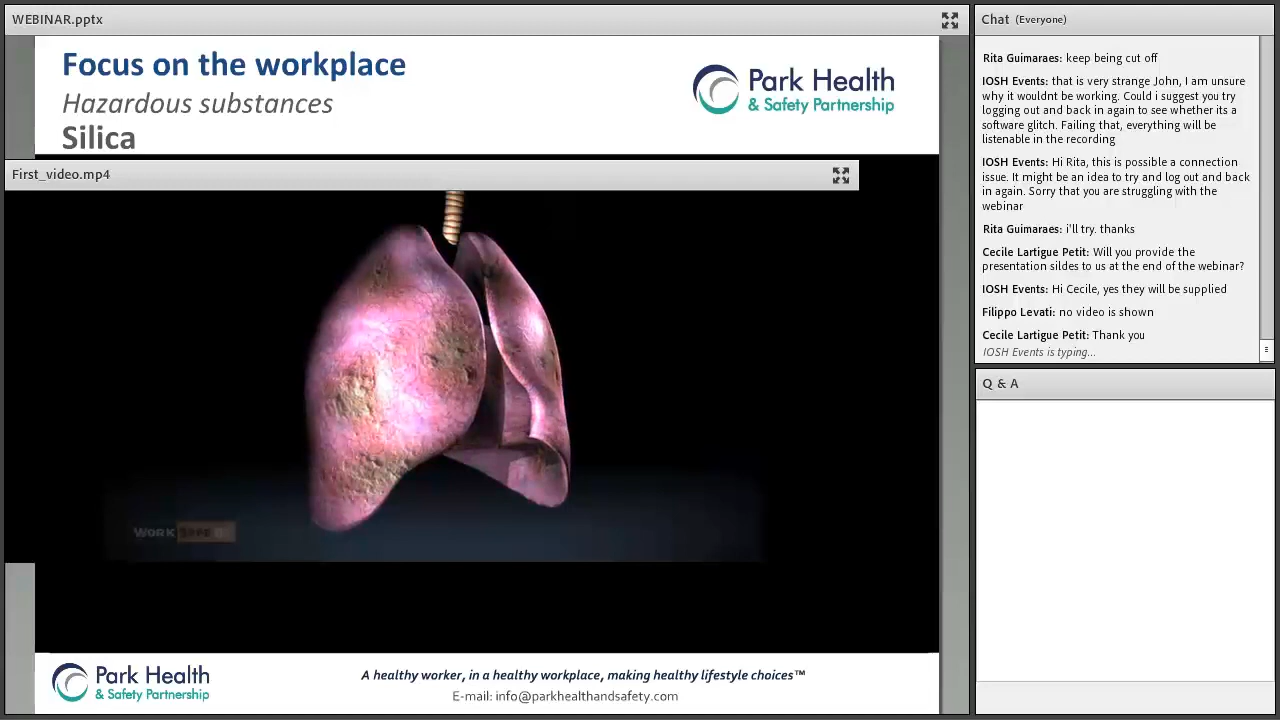 WEBINAR.pptx
Focus on the workplace
Hazardous substances
Silica
Park Health
& Safety Partnership
First_video.mp4
WORK SAFE
Park Health
& Safety Partnership
A healthy worker, in a healthy workplace, making healthy lifestyle choices™
E-mail: info@parkhealthandsafety.com
Chat (Everyone)
Rita Guimaraes: keep being cut off
IOSH Events: that is very strange John, I am unsure
why it wouldnt be working. Could i suggest you try
logging out and back in again to see whether its a
software glitch. Failing that, everything will be
listenable in the recording
IOSH Events: Hi Rita, this is possible a connection
issue. It might be an idea to try and log out and back
in again. Sorry that you are struggling with the
webinar
Rita Guimaraes: i'll try. thanks
Cecile Lartigue Petit: Will you provide the
presentation sildes to us at the end of the webinar?
IOSH Events: Hi Cecile, yes they will be supplied
Filippo Levati: no video is shown
Cecile Lartigue Petit: Thank you
IOSH Events is typing...
Q & A